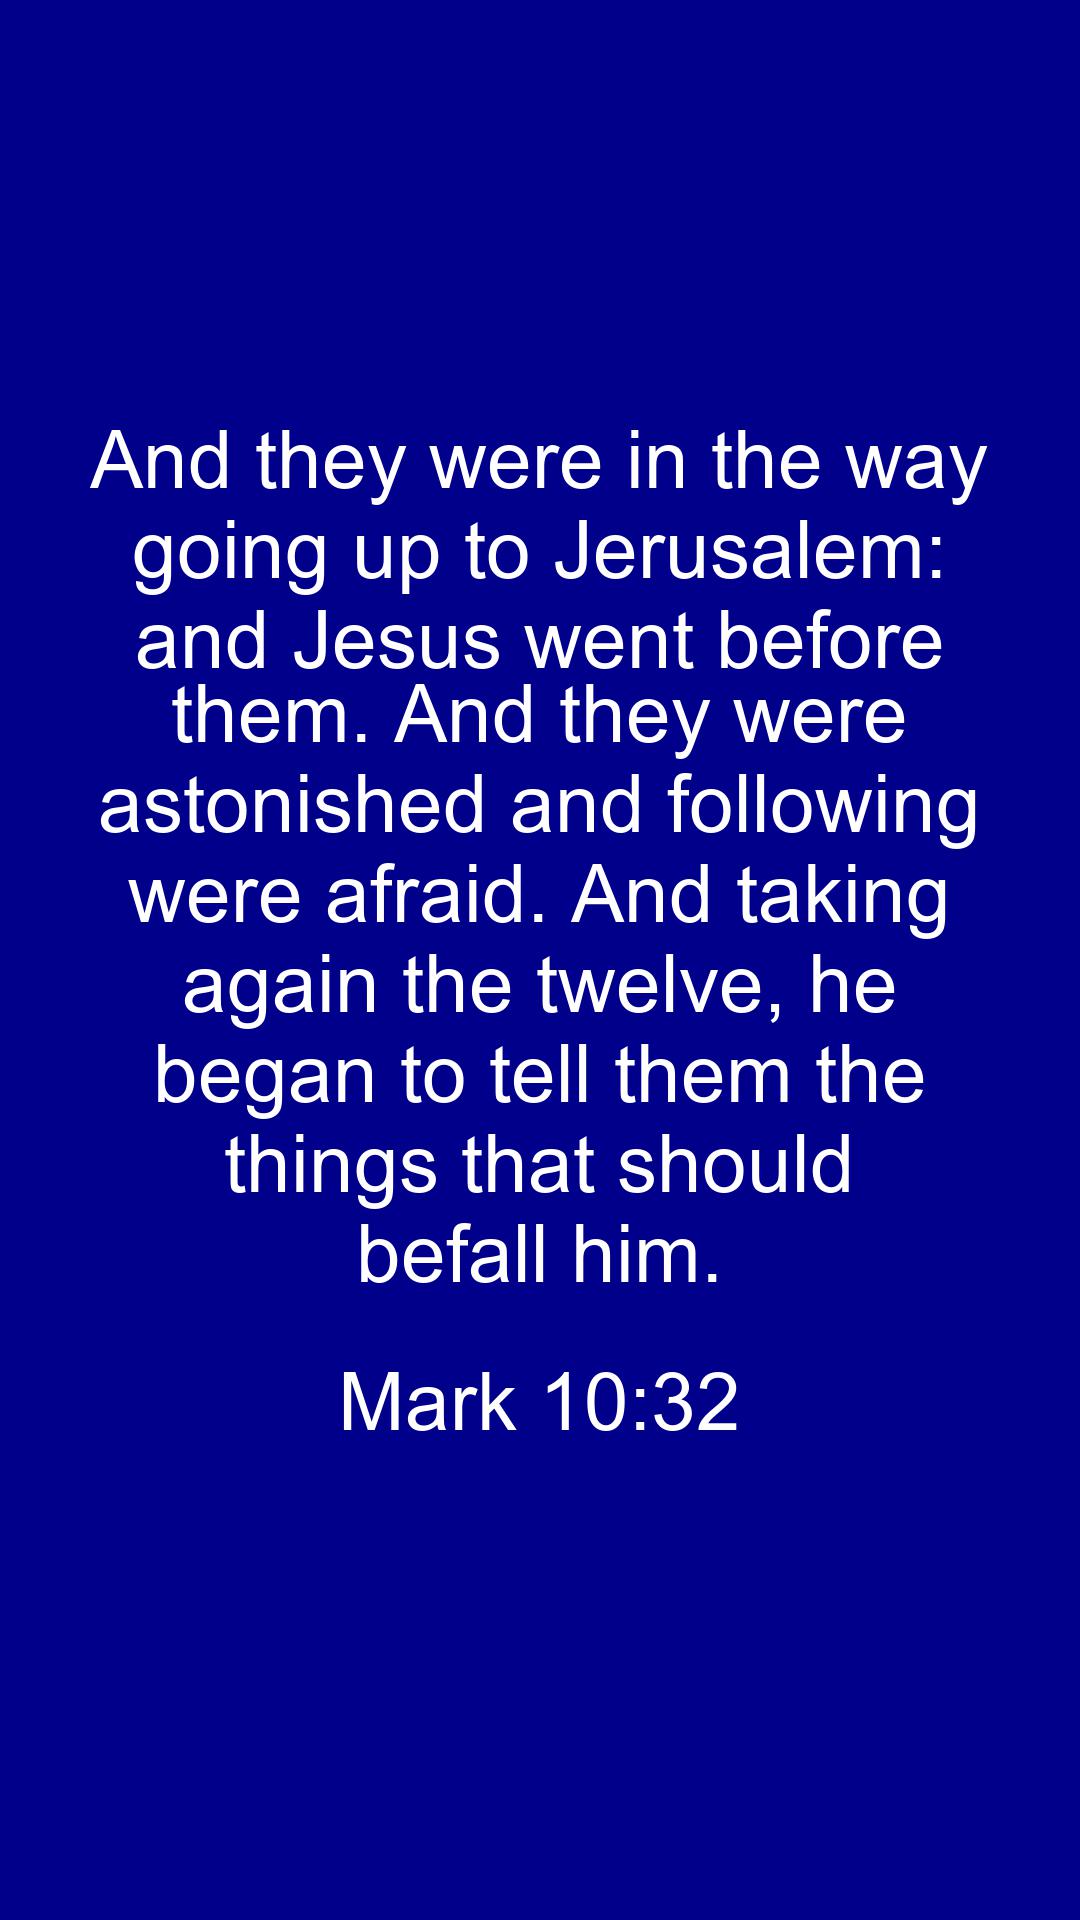 And they were in the way
going up to Jerusalem:
and Jesus went before
them. And they were
astonished and following
were afraid. And taking
again the twelve, he
began to tell them the
things that should
befall him.
Mark 10:32